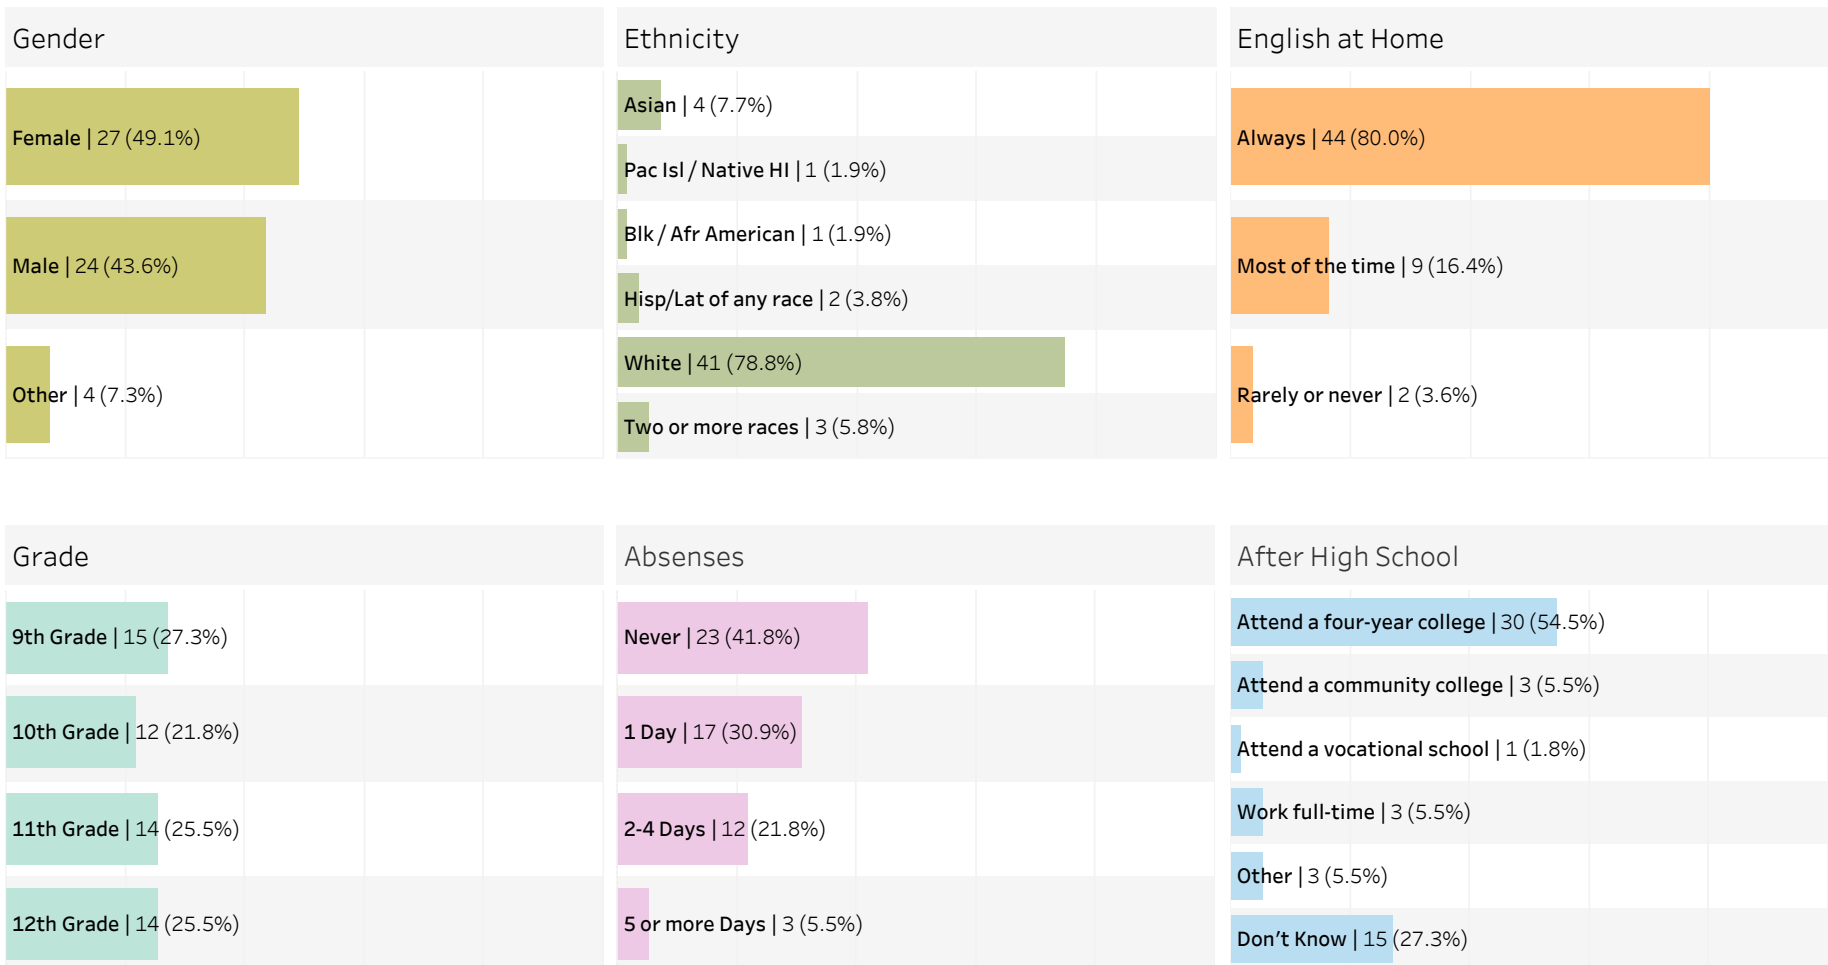 Gender
Female | 27 (49.1%)
Male | 24 (43.6%)
Other | 4 (7.3%)
Ethnicity
Asian | 4 (7.7%)
Pac Isl / Native HI | 1 (1.9%)
Blk / Afr American | 1 (1.9%)
Hisp/Lat of any race | 2 (3.8%)
White | 41 (78.8%)
Two or more races | 3 (5.8%)
English at Home
Always | 44 (80.0%)
Most of the time | 9 (16.4%)
Rarely or never | 2 (3.6%)
Grade
9th Grade | 15 (27.3%)
10th Grade | 12 (21.8%)
11th Grade | 14 (25.5%)
12th Grade | 14 (25.5%)
Absenses
Never | 23 (41.8%)
1 Day | 17 (30.9%)
2-4 Days | 12 (21.8%)
5 or more Days | 3 (5.5%)
After High School
Attend a four-year college | 30 (54.5%)
Attend a community college | 3 (5.5%)
Attend a vocational school | 1 (1.8%)
Work full-time | 3 (5.5%)
Other | 3 (5.5%)
Don't Know | 15 (27.3%)